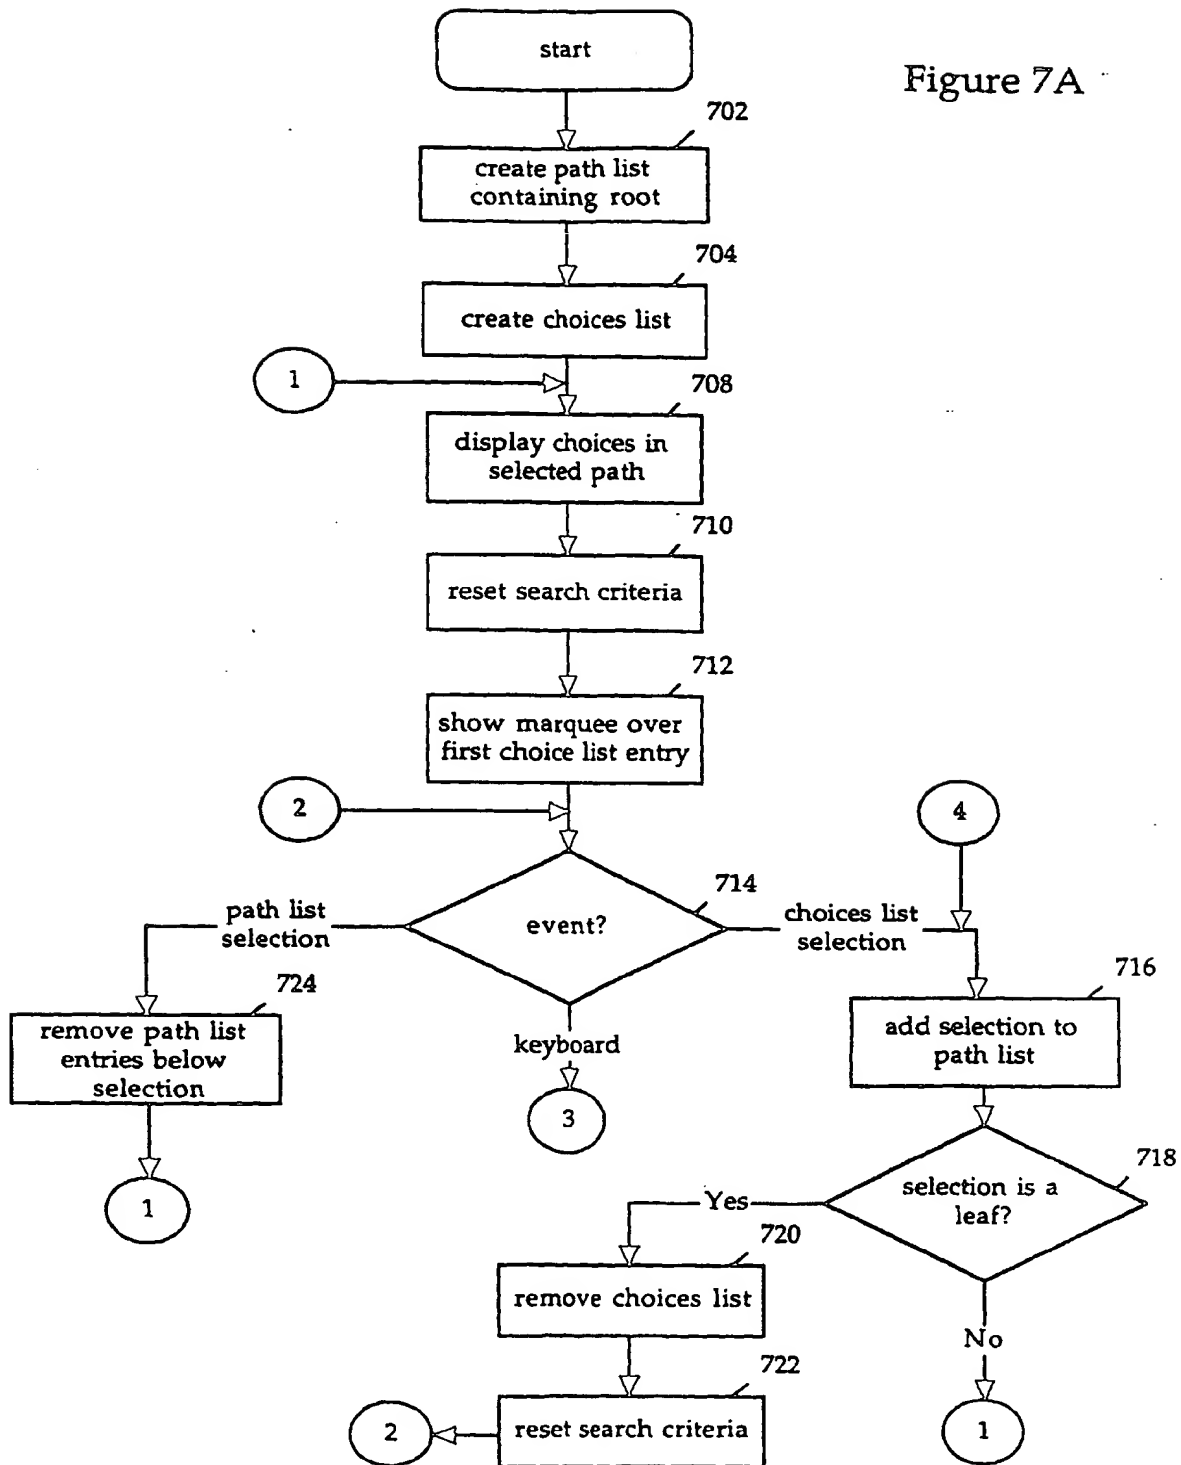 start
Figure 7A
702
create path list
containing root
704
create choices list
1
708
display choices in
selected path
710
reset search criteria
712
show marquee over
first choice list entry
2
4
714
event?
path list
selection
choices list
selection
724
remove path list
entries below
selection
keyboard
716
add selection to
path list
3
1
718
selection is a
leaf?
Yes
720
remove choices list
No
722
reset search criteria
2
1